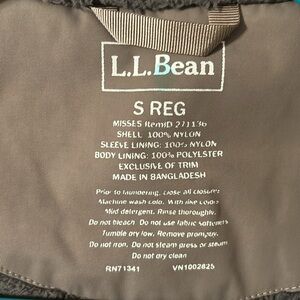 L.L.Bean
S REG
MISSES ItemID 271136
SHELL: 100% NYLON
SLEEVE LINING: 100% NYLON
BODY LINING: 100% POLYESTER
EXCLUSIVE OF TRIM
MADE IN BANGLADESH
Prior to laundering, close all closures
Machine wash cold, With like colors
Mild detergent, Rinse thoroughly,
Do not bleach Do not use fabric softeners
Tumble dry low, Remove promptly,
Do not iron, Do not steam press or steam
Do not dry clean
RN71341 VN1002625